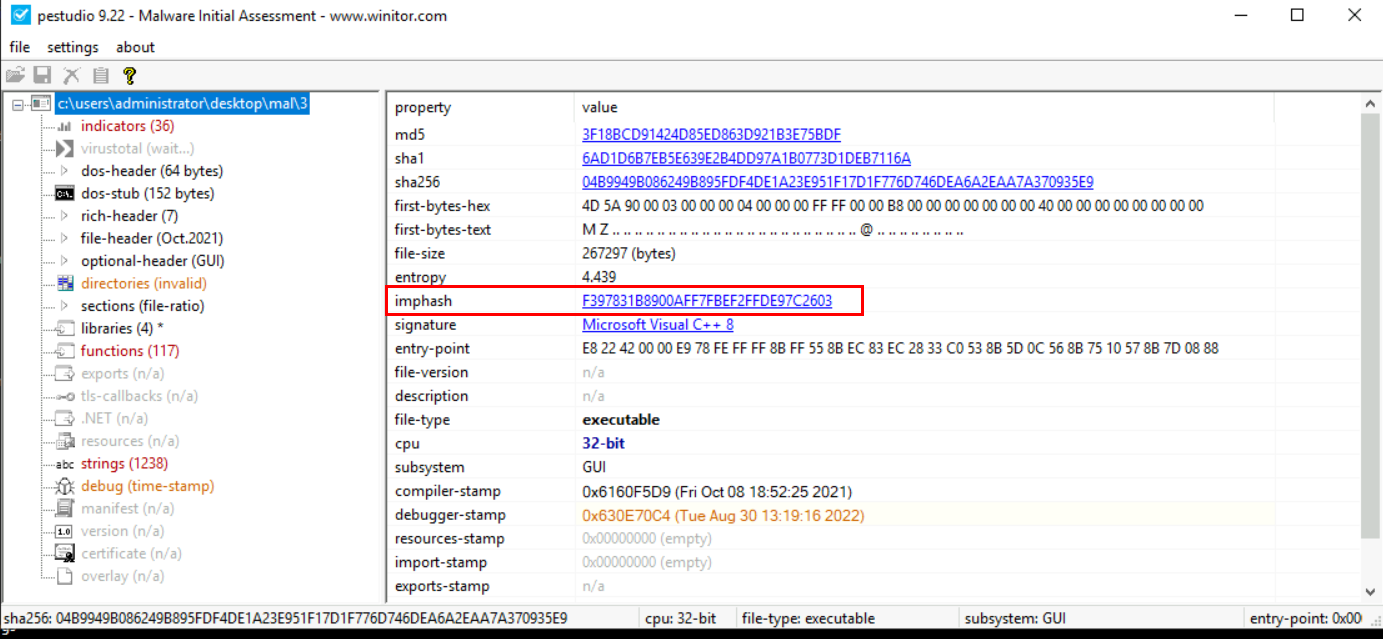 pestudio 9.22 - Malware Initial Assessment - www.winitor.com
file settings about
c:\users\administrator\desktop\mal\3
indicators (36)
virustotal (wait...)
dos-header (64 bytes)
dos-stub (152 bytes)
rich-header (7)
file-header (Oct.2021)
optional-header (GUI)
directories (invalid)
sections (file-ratio)
libraries (4) *
functions (117)
exports (n/a)
tls-callbacks (n/a)
.NET (n/a)
resources (n/a)
abc strings (1238)
debug (time-stamp)
manifest (n/a)
1.0 version (n/a)
certificate (n/a)
overlay (n/a)
property value
md5 3F18BCD91424D85ED863D921B3E75BDF
sha1 6AD1D6B7EB5E639E2B4DD97A1B0773D1DEB7116A
sha256 04B9949B086249B895FDF4DE1A23E951F17D1F776D746DEA6A2EAA7A370935E9
first-bytes-hex 4D 5A 90 00 03 00 00 00 04 00 00 00 FF FF 00 00 B8 00 00 00 00 00 00 00 40 00 00 00 00 00 00 00
first-bytes-text M Z .. .. .. .. .. .. .. .. .. .. .. .. .. .. .. .. .. .. .. .. .. .. @ .. .. .. .. .. .. ..
file-size 267297 (bytes)
entropy 4.439
imphash F397831B8900AFF7FBEF2FFDE97C2603
signature Microsoft Visual C++ 8
entry-point E8 22 42 00 00 E9 78 FE FF FF 8B FF 55 8B EC 83 EC 28 33 C0 53 8B 5D 0C 56 8B 75 10 57 8B 7D 08 88
file-version n/a
description n/a
file-type executable
cpu 32-bit
subsystem GUI
compiler-stamp 0x6160F5D9 (Fri Oct 08 18:52:25 2021)
debugger-stamp 0x630E70C4 (Tue Aug 30 13:19:16 2022)
resources-stamp 0x00000000 (empty)
import-stamp 0x00000000 (empty)
exports-stamp n/a
sha256: 04B9949B086249B895FDF4DE1A23E951F17D1F776D746DEA6A2EAA7A370935E9 cpu: 32-bit file-type: executable subsystem: GUI entry-point: 0x00